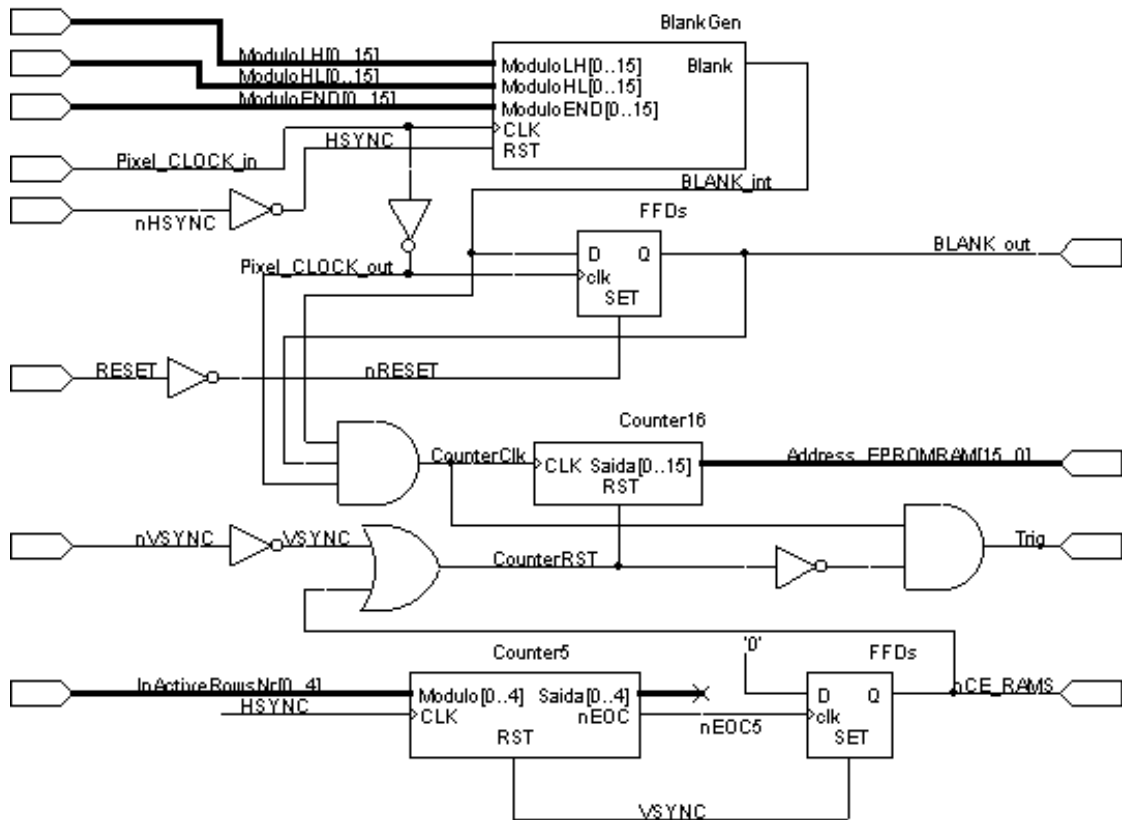 BlankGen
ModuloLH[0..15]
ModuloHL[0..15]
ModuloEND[0..15]
ModuloLH[0..15]
Blank
ModuloHL[0..15]
ModuloEND[0..15]
CLK
RST
HSYNC
Pixel_CLOCK_in
BLANK_int
nHSYNC
FFDs
BLANK_out
D
Q
Pixel_CLOCK_out
clk
SET
RESET
nRESET
Counter16
CounterClk
CLK Saida[0..15]
RST
Address_EPROMRAM[15..0]
nVSYNC
VSYNC
CounterRST
Trig
'0'
Counter5
FFDs
InActiveRowsNr[0..4]
Modulo[0..4] Saida[0..4]
D
Q
nCE_RAMS
HSYNC
CLK
nEOC
nEOC5
clk
RST
SET
VSYNC